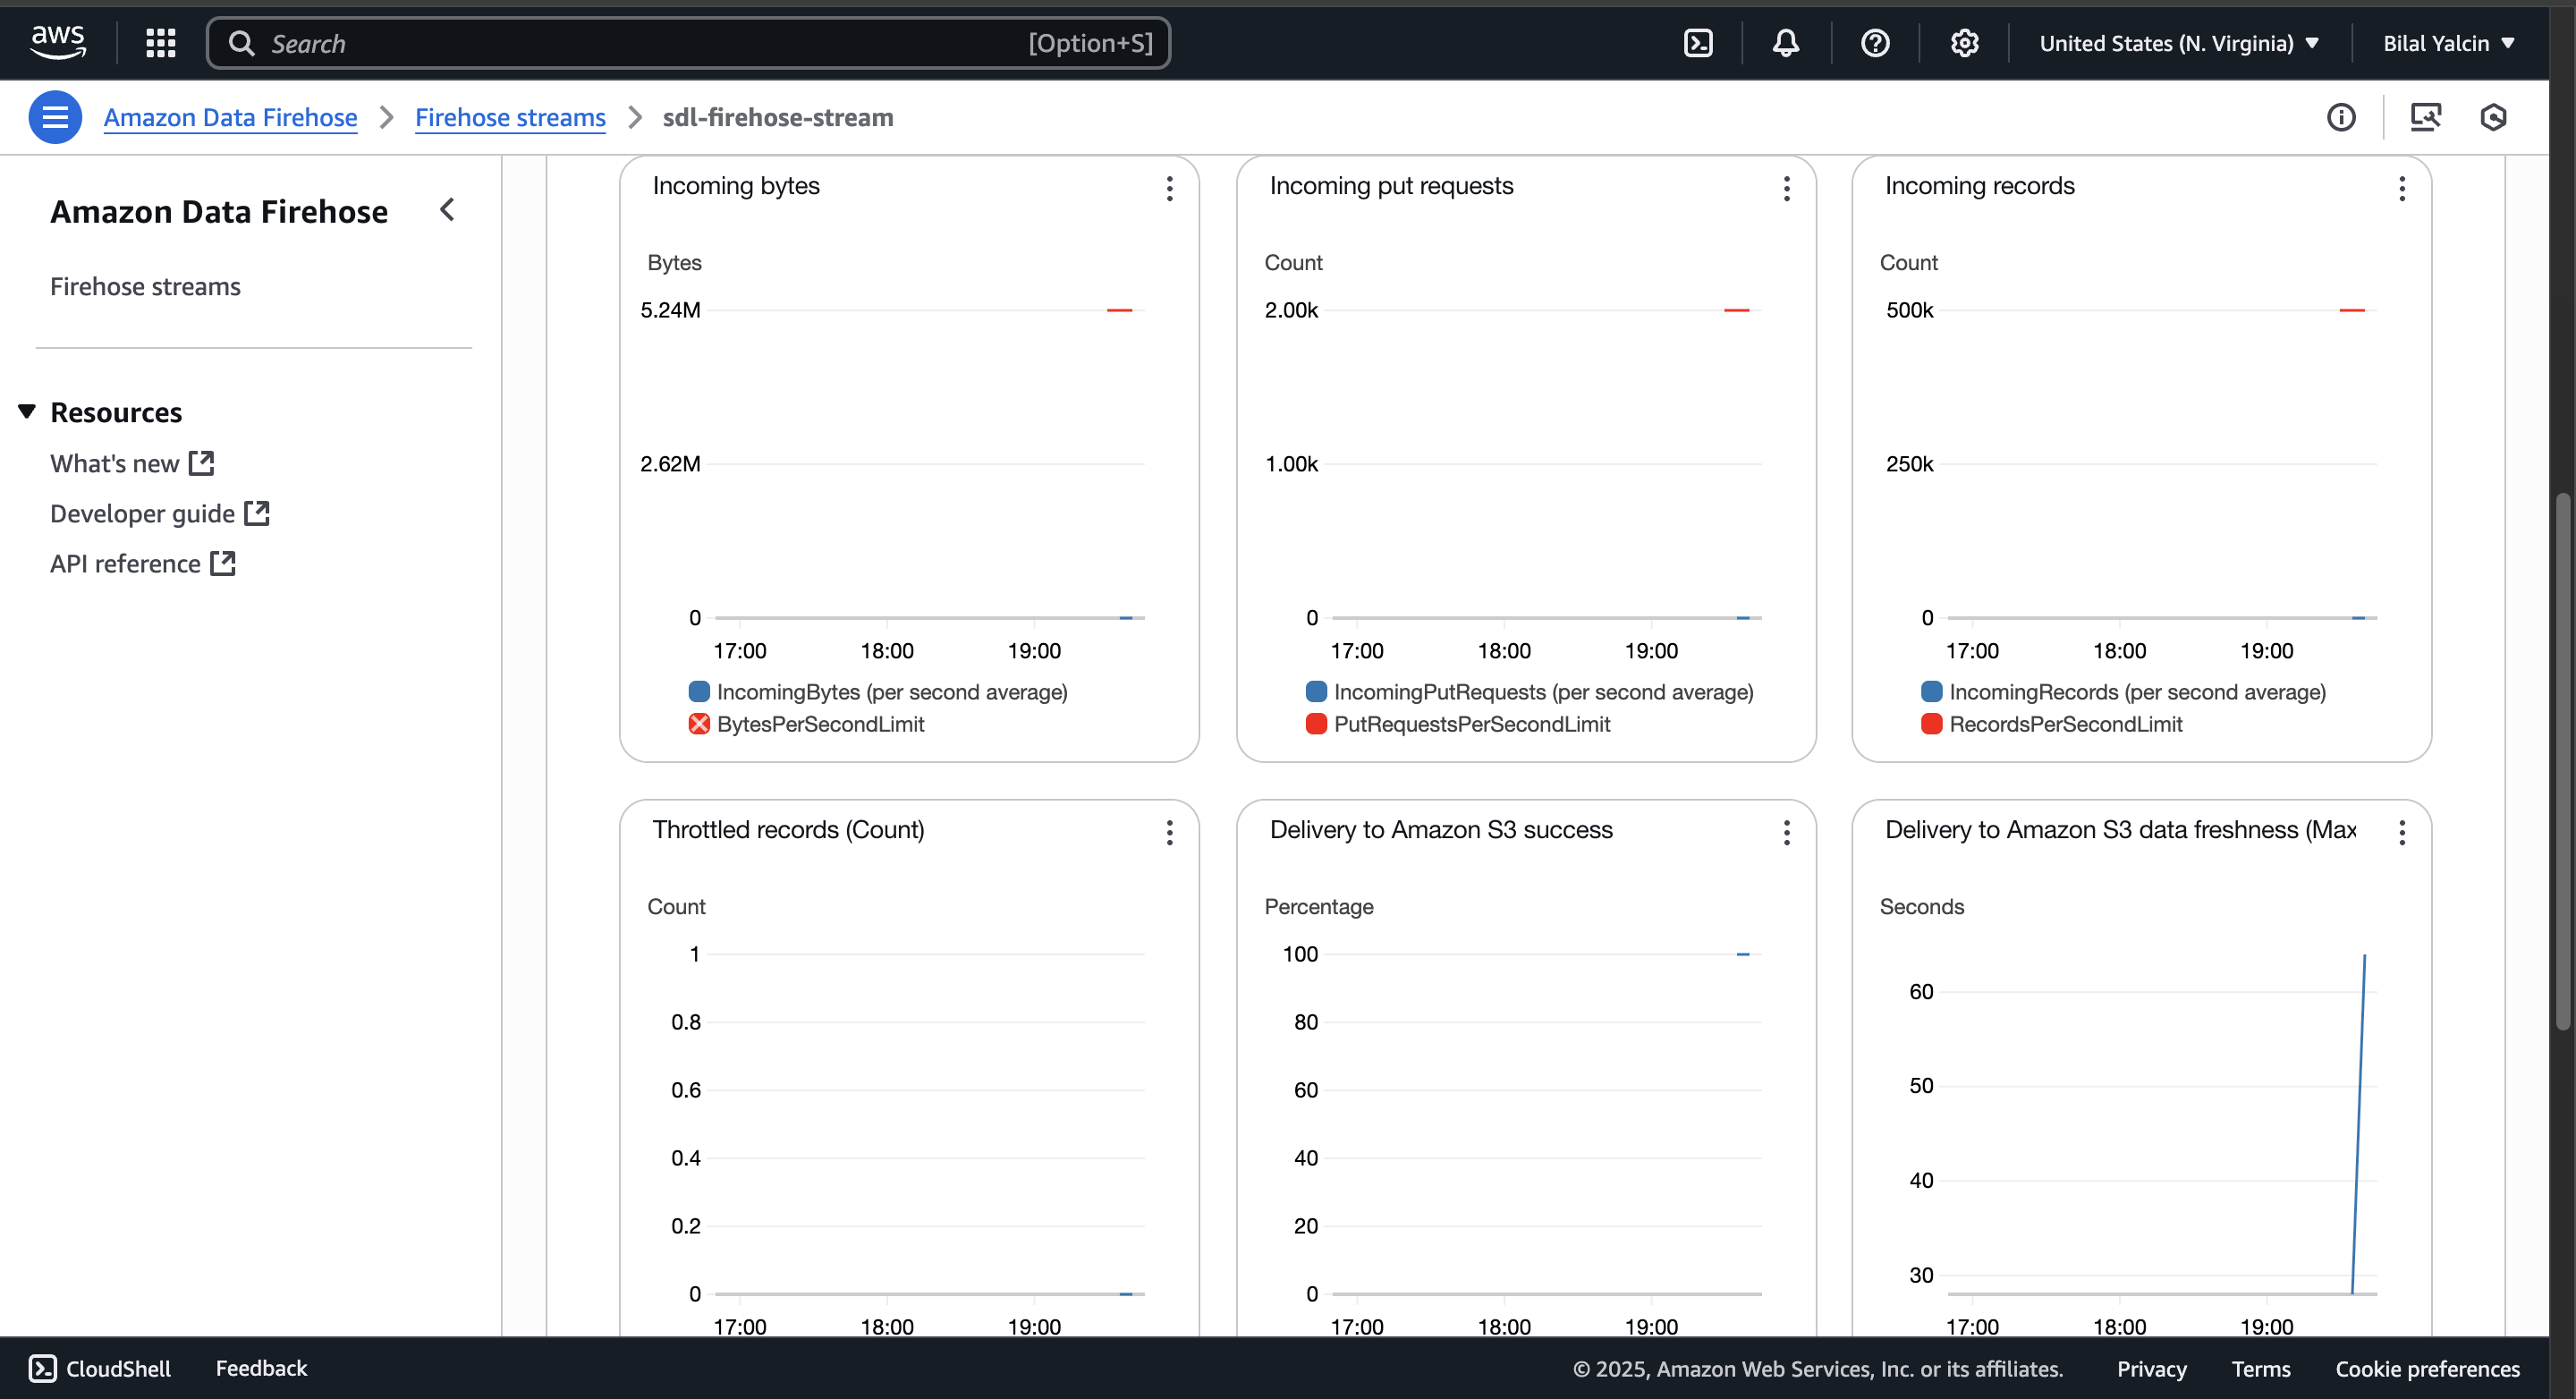 aws
Search [Option+S]
United States (N. Virginia)
Bilal Yalcin
Amazon Data Firehose
Firehose streams
sdl-firehose-stream
Amazon Data Firehose
Firehose streams
Resources
What's new
Developer guide
API reference
Incoming bytes
Bytes
5.24M
2.62M
0
17:00 18:00 19:00
IncomingBytes (per second average)
BytesPerSecondLimit
Incoming put requests
Count
2.00k
1.00k
0
17:00 18:00 19:00
IncomingPutRequests (per second average)
PutRequestsPerSecondLimit
Incoming records
Count
500k
250k
0
17:00 18:00 19:00
IncomingRecords (per second average)
RecordsPerSecondLimit
Throttled records (Count)
Count
1
0.8
0.6
0.4
0.2
0
17:00 18:00 19:00
Delivery to Amazon S3 success
Percentage
100
80
60
40
20
0
17:00 18:00 19:00
Delivery to Amazon S3 data freshness (Max
Seconds
60
50
40
30
17:00 18:00 19:00
CloudShell
Feedback
© 2025, Amazon Web Services, Inc. or its affiliates.
Privacy
Terms
Cookie preferences